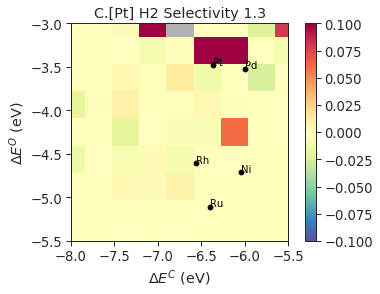 C.[Pt] H2 Selectivity 1.3
−3.0
−3.5
−4.0
−4.5
−5.0
−5.5
ΔE^O (eV)
Pt
Pd
Rh
Ni
Ru
−8.0 −7.5 −7.0 −6.5 −6.0 −5.5
ΔE^C (eV)
0.100
0.075
0.050
0.025
0.000
−0.025
−0.050
−0.075
−0.100